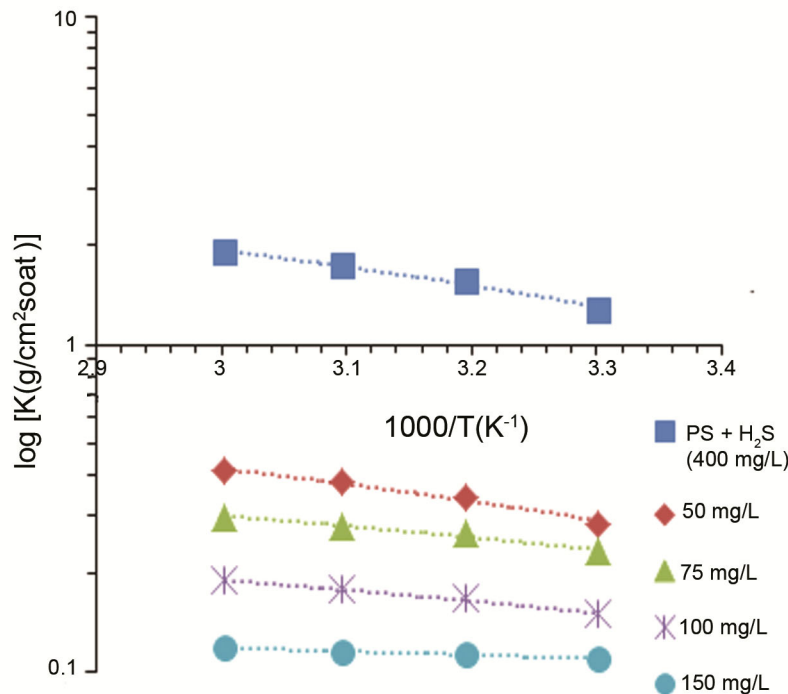 10
log [K(g/cm²soat)]
1
2.9
3
3.1
3.2
3.3
3.4
1000/T(K⁻¹)
PS + H₂S
(400 mg/L)
50 mg/L
75 mg/L
100 mg/L
150 mg/L
0.1